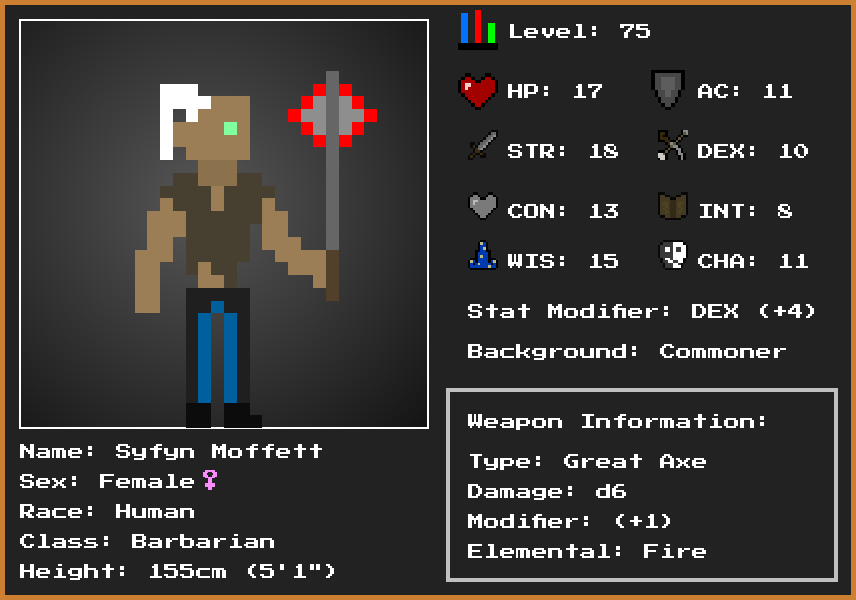 Level: 75
HP: 17
AC: 11
STR: 18
DEX: 10
CON: 13
INT: 8
WIS: 15
CHA: 11
Stat Modifier: DEX (+4)
Background: Commoner
Weapon Information:
Type: Great Axe
Damage: d6
Modifier: (+1)
Elemental: Fire
Name: Syfyn Moffett
Sex: Female♀
Race: Human
Class: Barbarian
Height: 155cm (5'1")